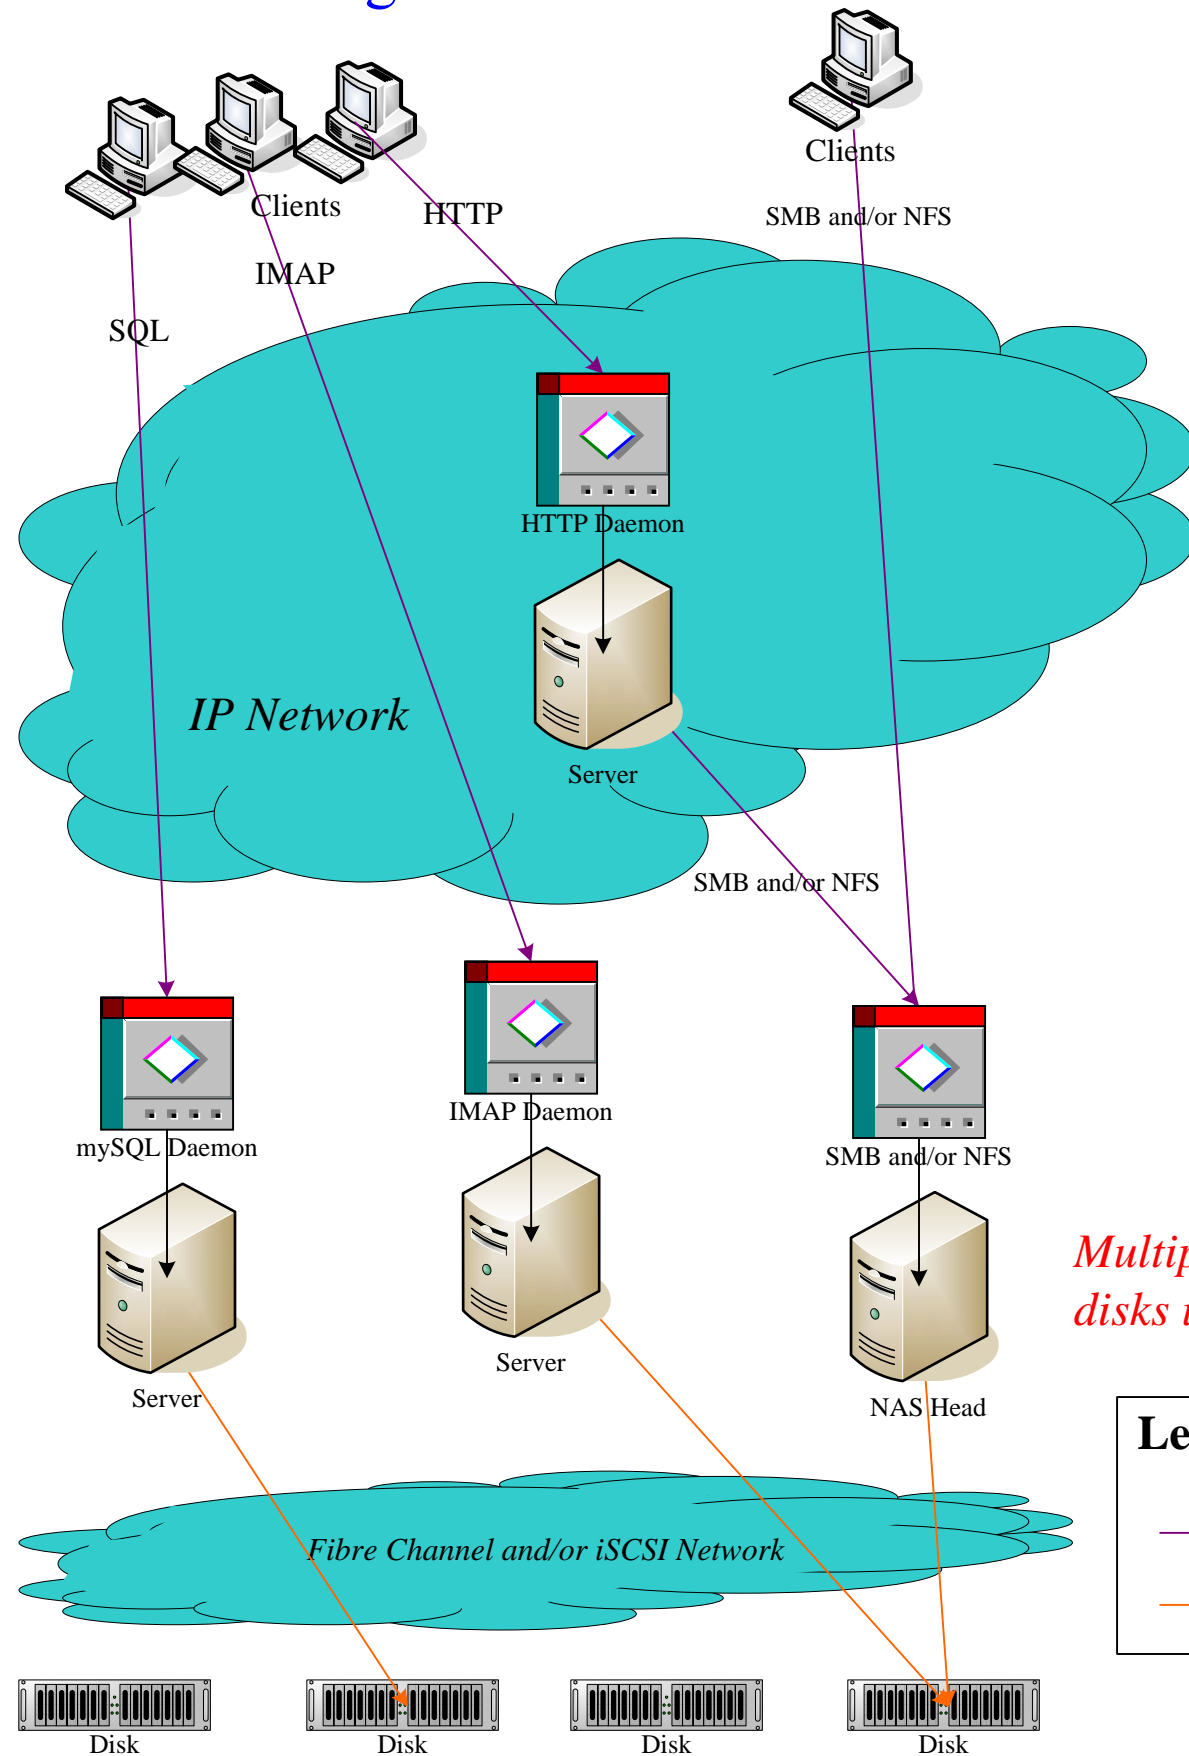 Clients
Clients
HTTP
SMB and/or NFS
IMAP
SQL
HTTP Daemon
IP Network
Server
SMB and/or NFS
IMAP Daemon
mySQL Daemon
SMB and/or NFS
Server
Server
NAS Head
Fibre Channel and/or iSCSI Network
Disk
Disk
Disk
Disk
disks